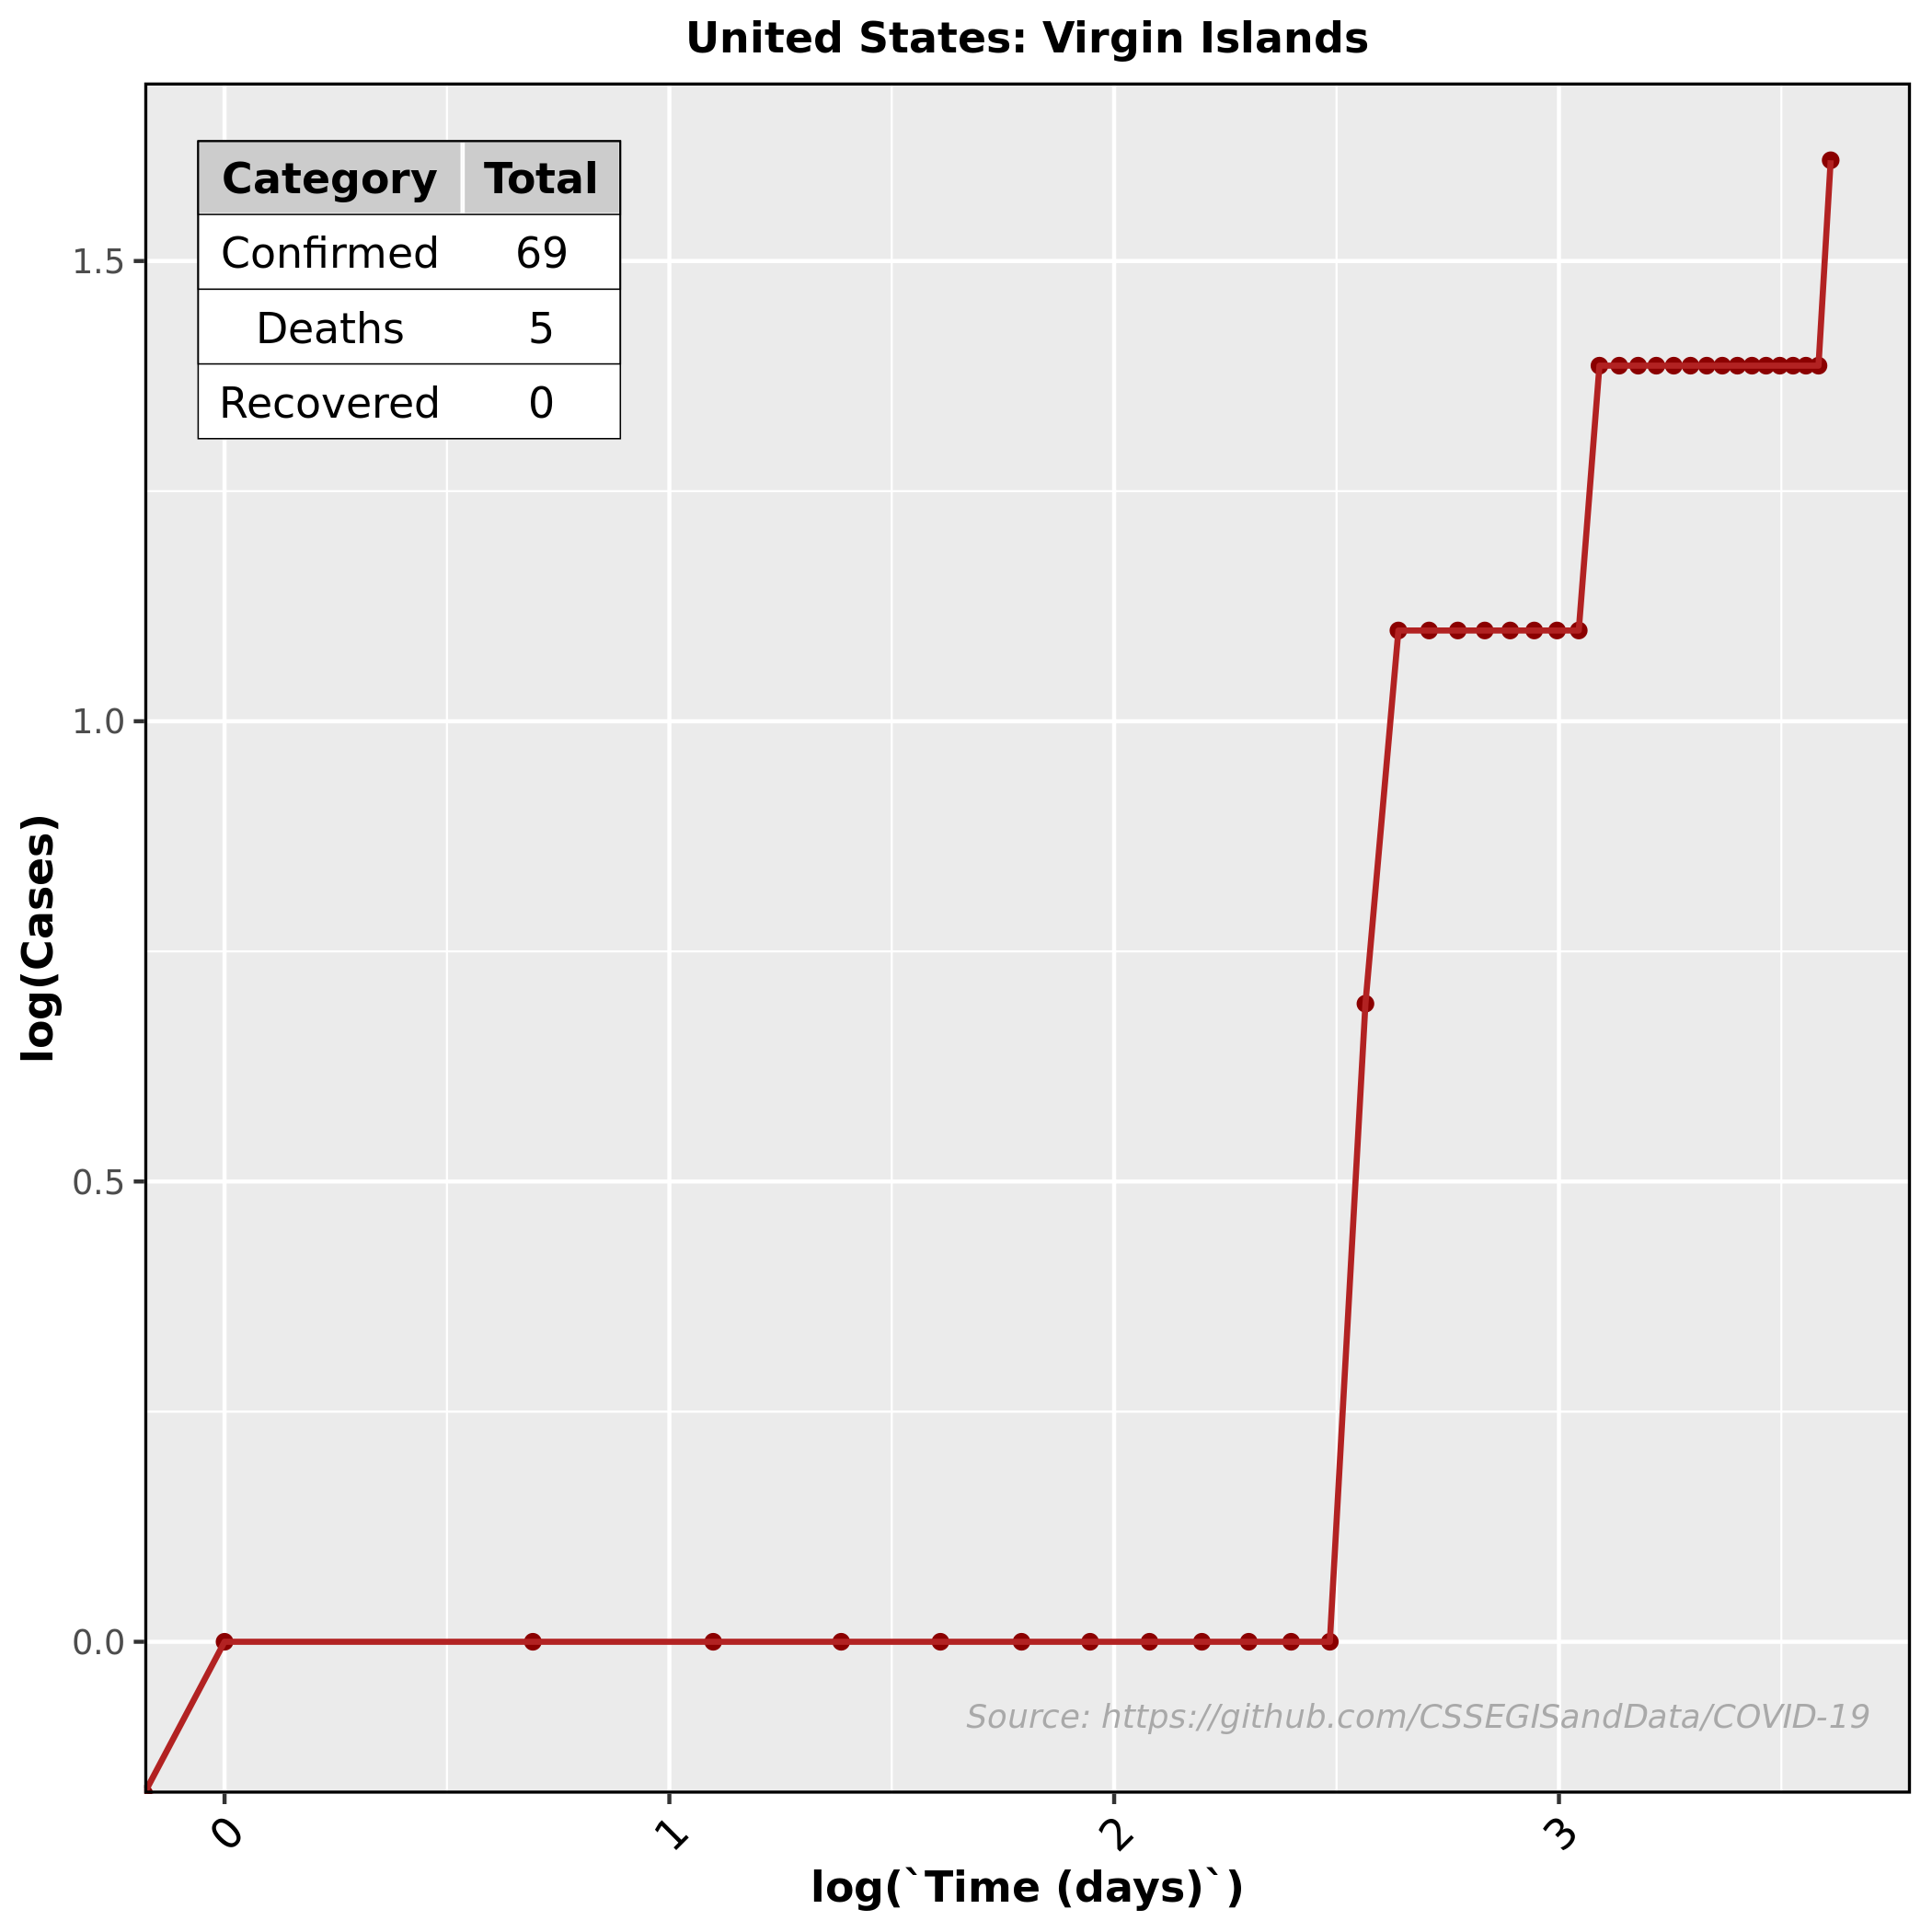 United States: Virgin Islands
Category Total
Confirmed 69
Deaths 5
Recovered 0
1.5
1.0
0.5
0.0
log(Cases)
Source: https://github.com/CSSEGISandData/COVID-19
0 1 2 3
log(`Time (days)`)